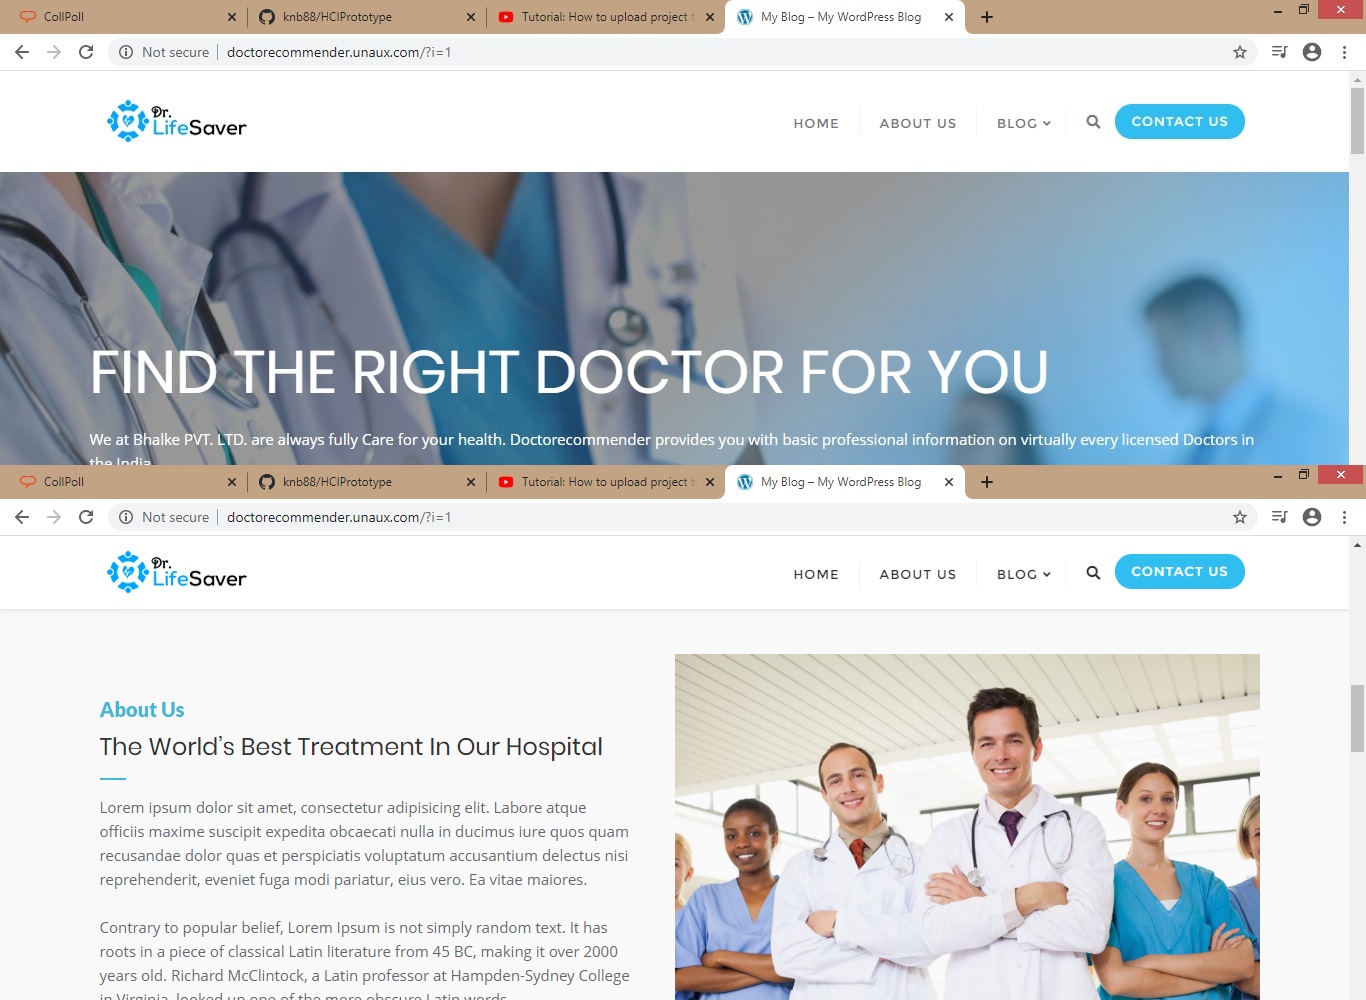 CollPoll
knb88/HCIPrototype
Tutorial: How to upload project t
My Blog – My WordPress Blog
Not secure
doctorecommender.unaux.com/?i=1
Dr.
LifeSaver
HOME
ABOUT US
BLOG
CONTACT US
FIND THE RIGHT DOCTOR FOR YOU
We at Bhalke PVT. LTD. are always fully Care for your health. Doctorecommender provides you with basic professional information on virtually every licensed Doctors in
the India
CollPoll
knb88/HCIPrototype
Tutorial: How to upload project t
My Blog – My WordPress Blog
Not secure
doctorecommender.unaux.com/?i=1
Dr.
LifeSaver
HOME
ABOUT US
BLOG
CONTACT US
About Us
The World's Best Treatment In Our Hospital
Lorem ipsum dolor sit amet, consectetur adipisicing elit. Labore atque
officiis maxime suscipit expedita obcaecati nulla in ducimus iure quos quam
recusandae dolor quas et perspiciatis voluptatum accusantium delectus nisi
reprehenderit, eveniet fuga modi pariatur, eius vero. Ea vitae maiores.
Contrary to popular belief, Lorem Ipsum is not simply random text. It has
roots in a piece of classical Latin literature from 45 BC, making it over 2000
years old. Richard McClintock, a Latin professor at Hampden-Sydney College
in Virginia, looked up one of the more obscure Latin words,